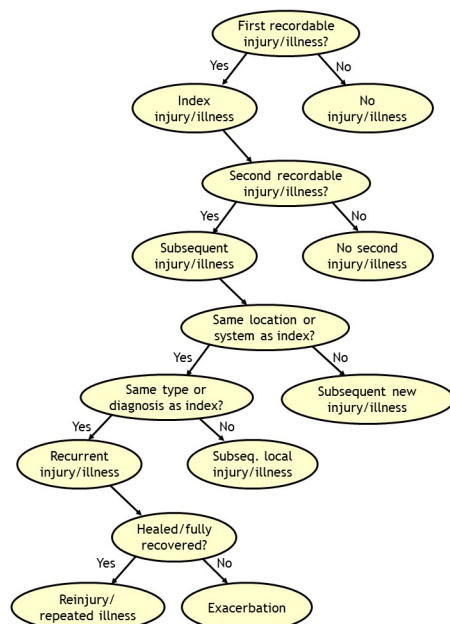 First recordable
injury/illness?
Yes
No
Index
injury/illness
No
injury/illness
Second recordable
injury/illness?
Yes
No
Subsequent
injury/illness
No second
injury/illness
Same location or
system as index?
Yes
No
Same type or
diagnosis as index?
Subsequent new
injury/illness
Yes
No
Recurrent
injury/illness
Subseq. local
injury/illness
Healed/fully
recovered?
Yes
No
Reinjury/
repeated illness
Exacerbation